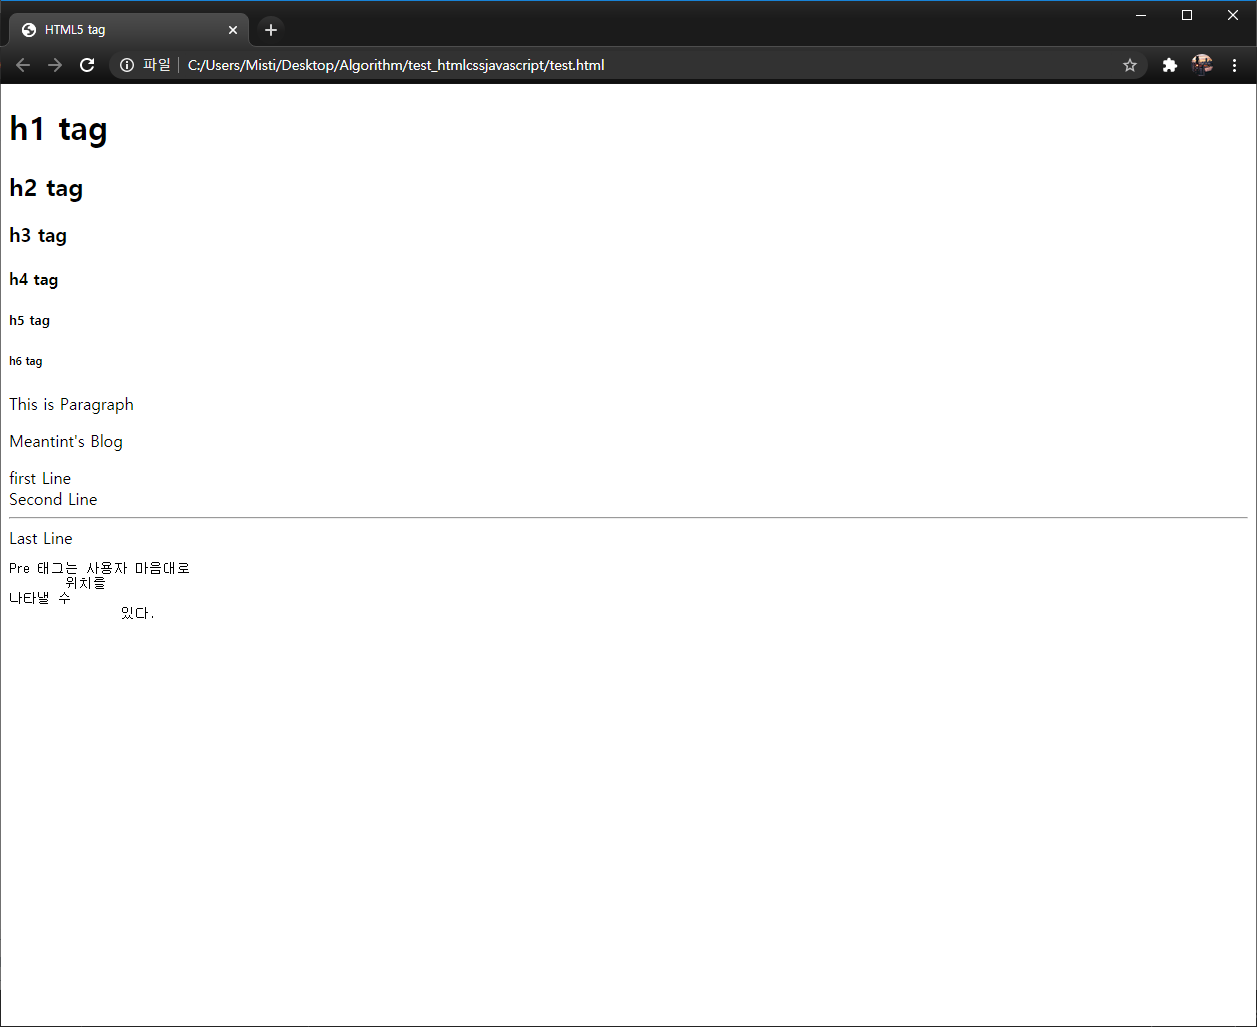 HTML5 tag
파일 C:/Users/Misti/Desktop/Algorithm/test_htmlcssjavascript/test.html
h1 tag
h2 tag
h3 tag
h4 tag
h5 tag
h6 tag
This is Paragraph
Meantint's Blog
first Line
Second Line
Last Line
Pre 태그는 사용자 마음대로
위치를
나타낼 수
있다.